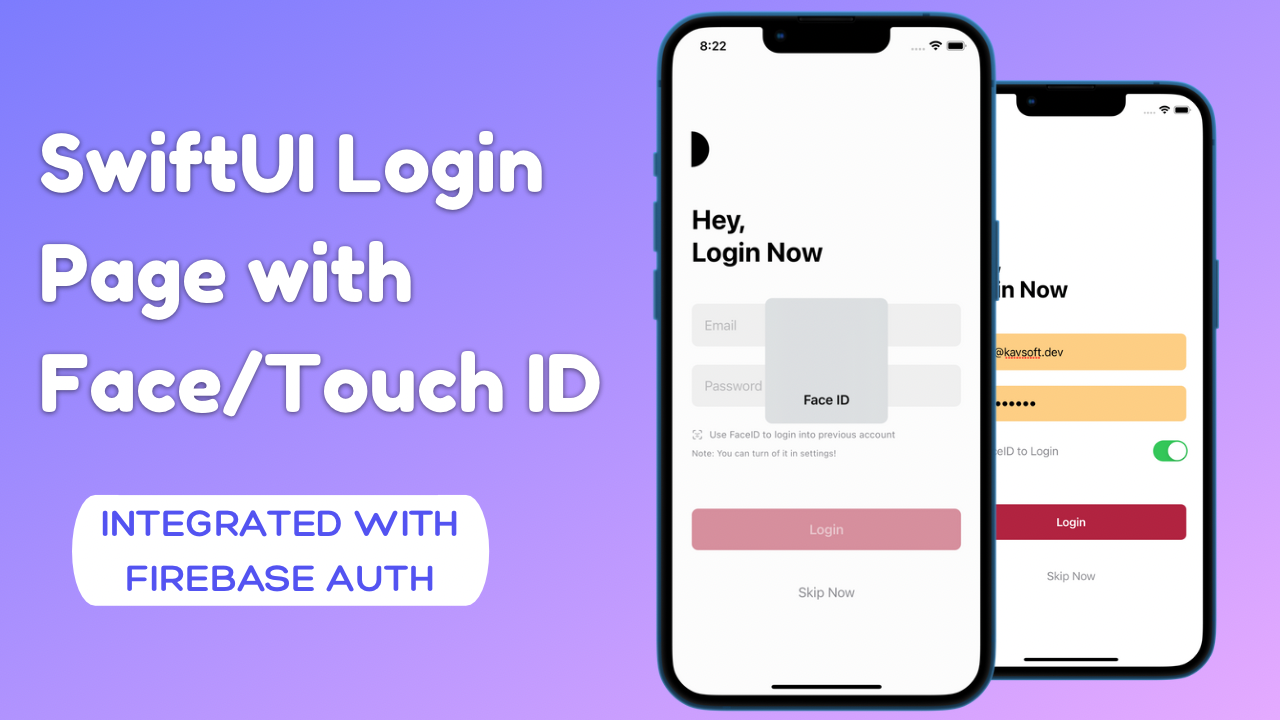 SwiftUI Login
Page with
Face/Touch ID
INTEGRATED WITH
FIREBASE AUTH
8:22
Hey,
Login Now
Email
Password
Face ID
Use FaceID to login into previous account
Note: You can turn of it in settings!
Login
Skip Now
in Now
@kavsoft.dev
eID to Login
Login
Skip Now